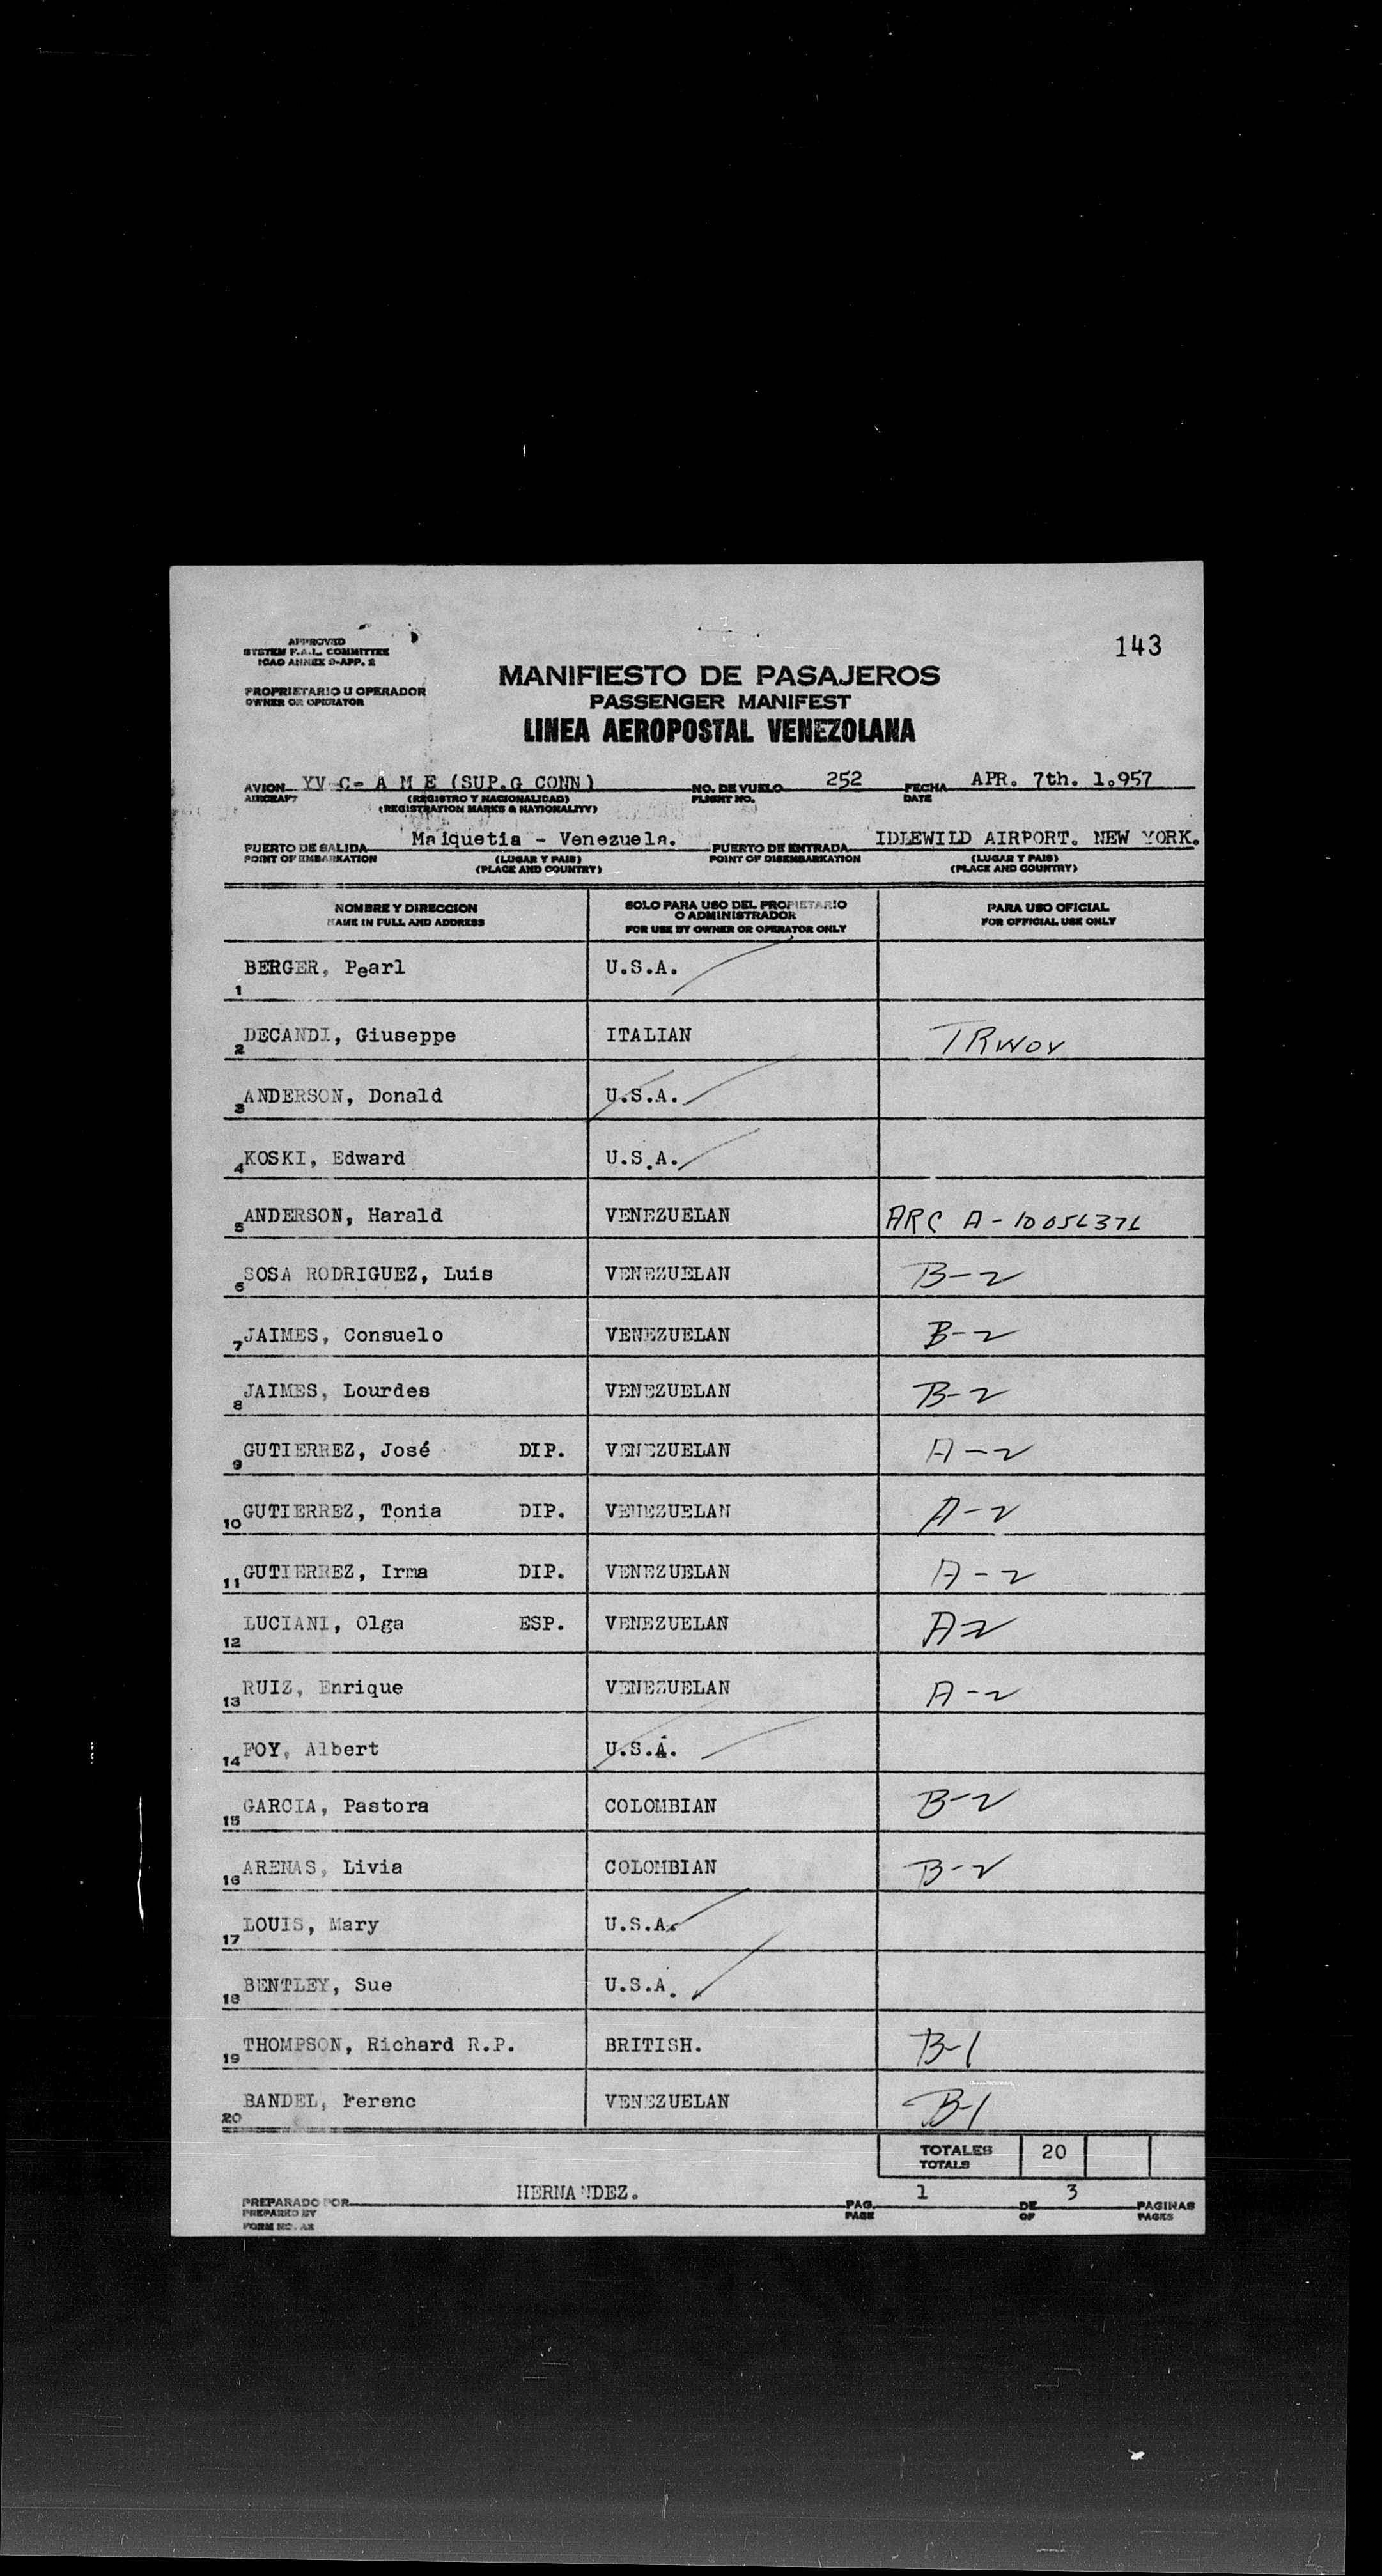 143
APPROVED
SYSTEM F.A.L. COMMITTEE
ICAO ANNEX 9-APP. 2
MANIFIESTO DE PASAJEROS
PASSENGER MANIFEST
LINEA AEROPOSTAL VENEZOLANA
PROPRIETARIO U OPERADOR
OWNER OR OPERATOR
AVION YV C- A M E (SUP.G CONN) NO. DE VUELO 252 FECHA APR. 7th. 1.957
AIRCRAFT (REGISTRO Y NACIONALIDAD) FLIGHT NO. DATE
(REGISTRATION MARKS & NATIONALITY)
PUERTO DE SALIDA Maiquetia - Venezuela. PUERTO DE ENTRADA IDLEWILD AIRPORT. NEW YORK.
POINT OF EMBARKATION (LUGAR Y PAIS) POINT OF DISEMBARKATION (LUGAR Y PAIS)
(PLACE AND COUNTRY) (PLACE AND COUNTRY)
NOMBRE Y DIRECCION SOLO PARA USO DEL PROPIETARIO PARA USO OFICIAL
O ADMINISTRADOR
NAME IN FULL AND ADDRESS FOR USE BY OWNER OR OPERATOR ONLY FOR OFFICIAL USE ONLY
1 BERGER, Pearl U.S.A.
2 DECANDI, Giuseppe ITALIAN TRWOV
3 ANDERSON, Donald U.S.A.
4 KOSKI, Edward U.S.A.
5 ANDERSON, Harald VENEZUELAN ARC A-10056376
6 SOSA RODRIGUEZ, Luis VENEZUELAN B-2
7 JAIMES, Consuelo VENEZUELAN B-2
8 JAIMES, Lourdes VENEZUELAN B-2
9 GUTIERREZ, José DIP. VENEZUELAN A-2
10 GUTIERREZ, Tonia DIP. VENEZUELAN A-2
11 GUTIERREZ, Irma DIP. VENEZUELAN A-2
12 LUCIANI, Olga ESP. VENEZUELAN A-2
13 RUIZ, Enrique VENEZUELAN A-2
14 FOY, Albert U.S.A.
15 GARCIA, Pastora COLOMBIAN B-2
16 ARENAS, Livia COLOMBIAN B-2
17 LOUIS, Mary U.S.A.
18 BENTLEY, Sue U.S.A.
19 THOMPSON, Richard R.P. BRITISH. B-1
20 BANDEL, Ferenc VENEZUELAN B-1
TOTALES 20
TOTALS
PREPARADO POR HERNANDEZ. PAG. 1 DE 3 PAGINAS
PREPARED BY PAGE OF PAGES
FORM NO. AR